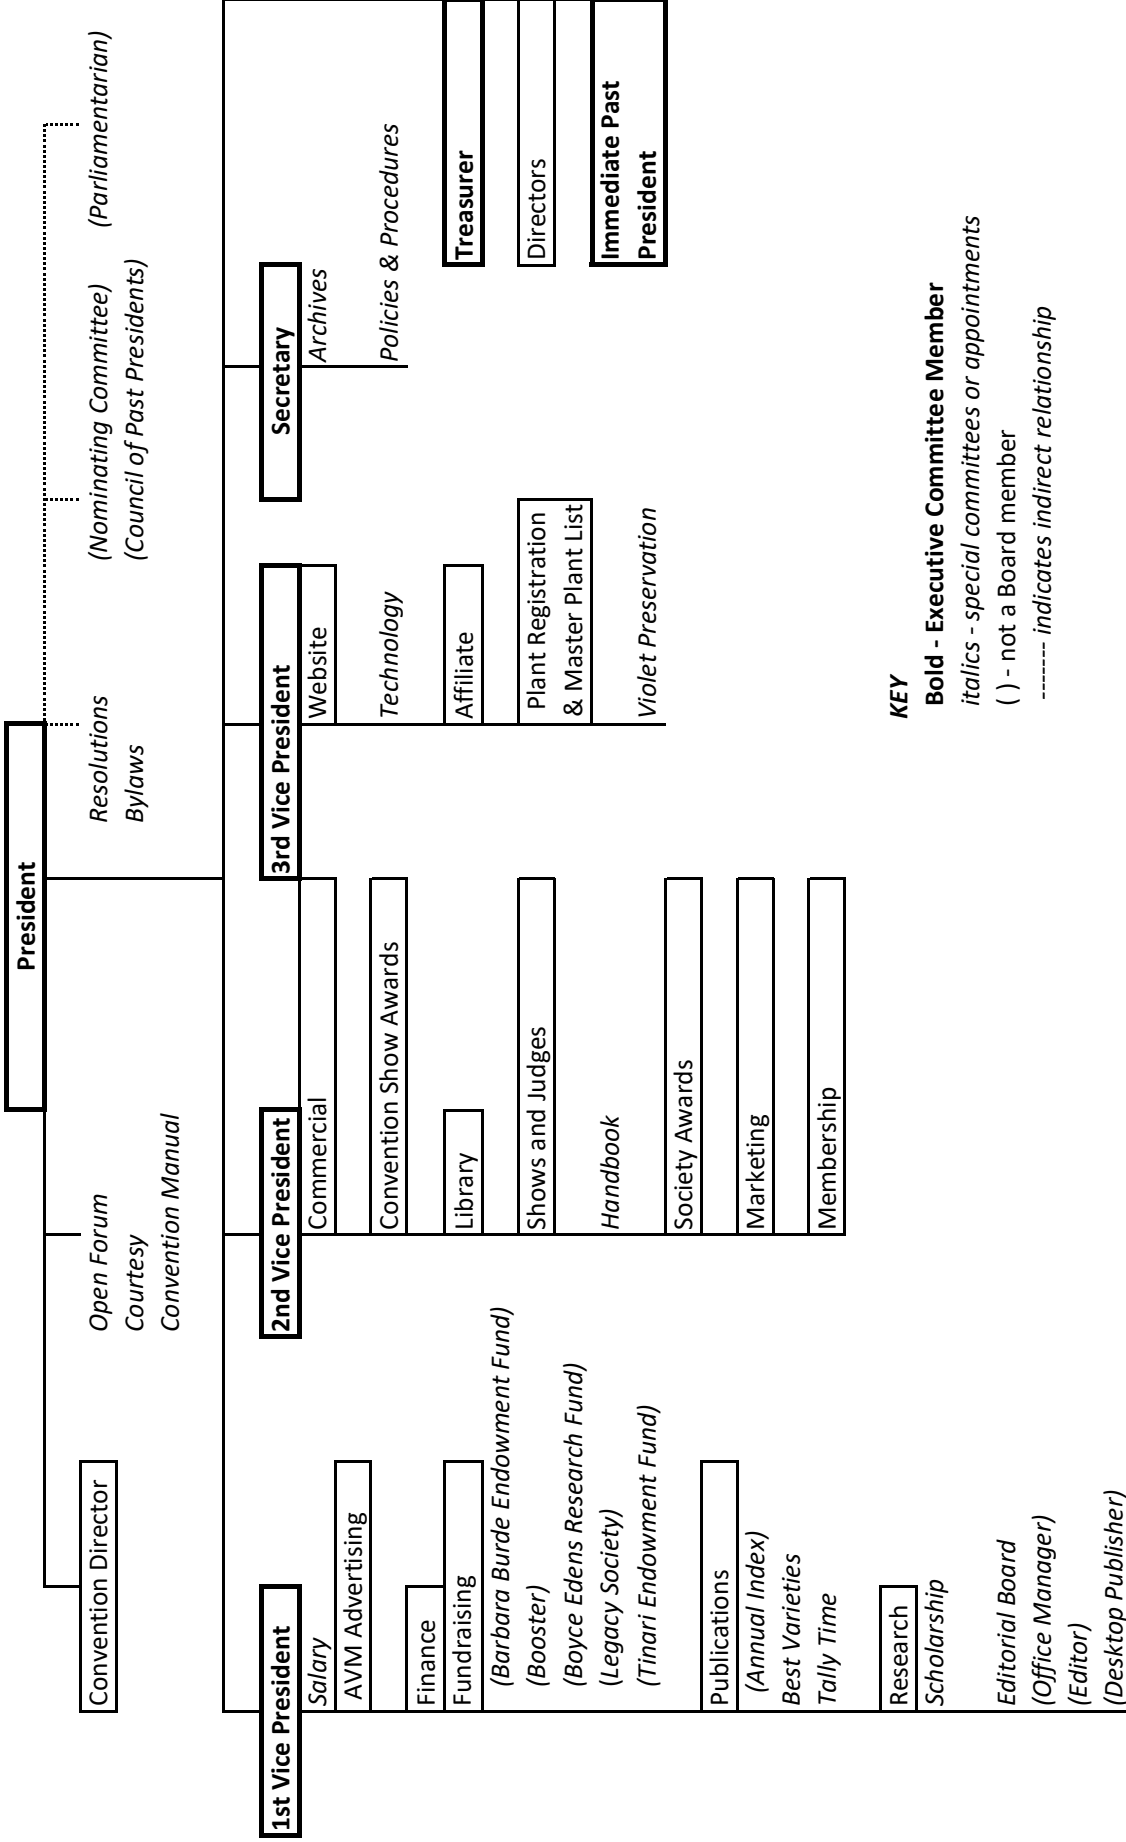 President
Convention Director
Open Forum
Courtesy
Convention Manual
Resolutions
Bylaws
(Nominating Committee)
(Council of Past Presidents)
(Parliamentarian)
1st Vice President
Salary
AVM Advertising
Finance
Fundraising
(Barbara Burde Endowment Fund)
(Booster)
(Boyce Edens Research Fund)
(Legacy Society)
(Tinari Endowment Fund)
Publications
(Annual Index)
Best Varieties
Tally Time
Research
Scholarship
Editorial Board
(Office Manager)
(Editor)
(Desktop Publisher)
2nd Vice President
Commercial
Convention Show Awards
Library
Shows and Judges
Handbook
Society Awards
Marketing
Membership
3rd Vice President
Website
Technology
Affiliate
Plant Registration
& Master Plant List
Violet Preservation
Secretary
Archives
Policies & Procedures
Treasurer
Directors
Immediate Past
President
KEY
Bold - Executive Committee Member
italics - special committees or appointments
( ) - not a Board member
-------- indicates indirect relationship